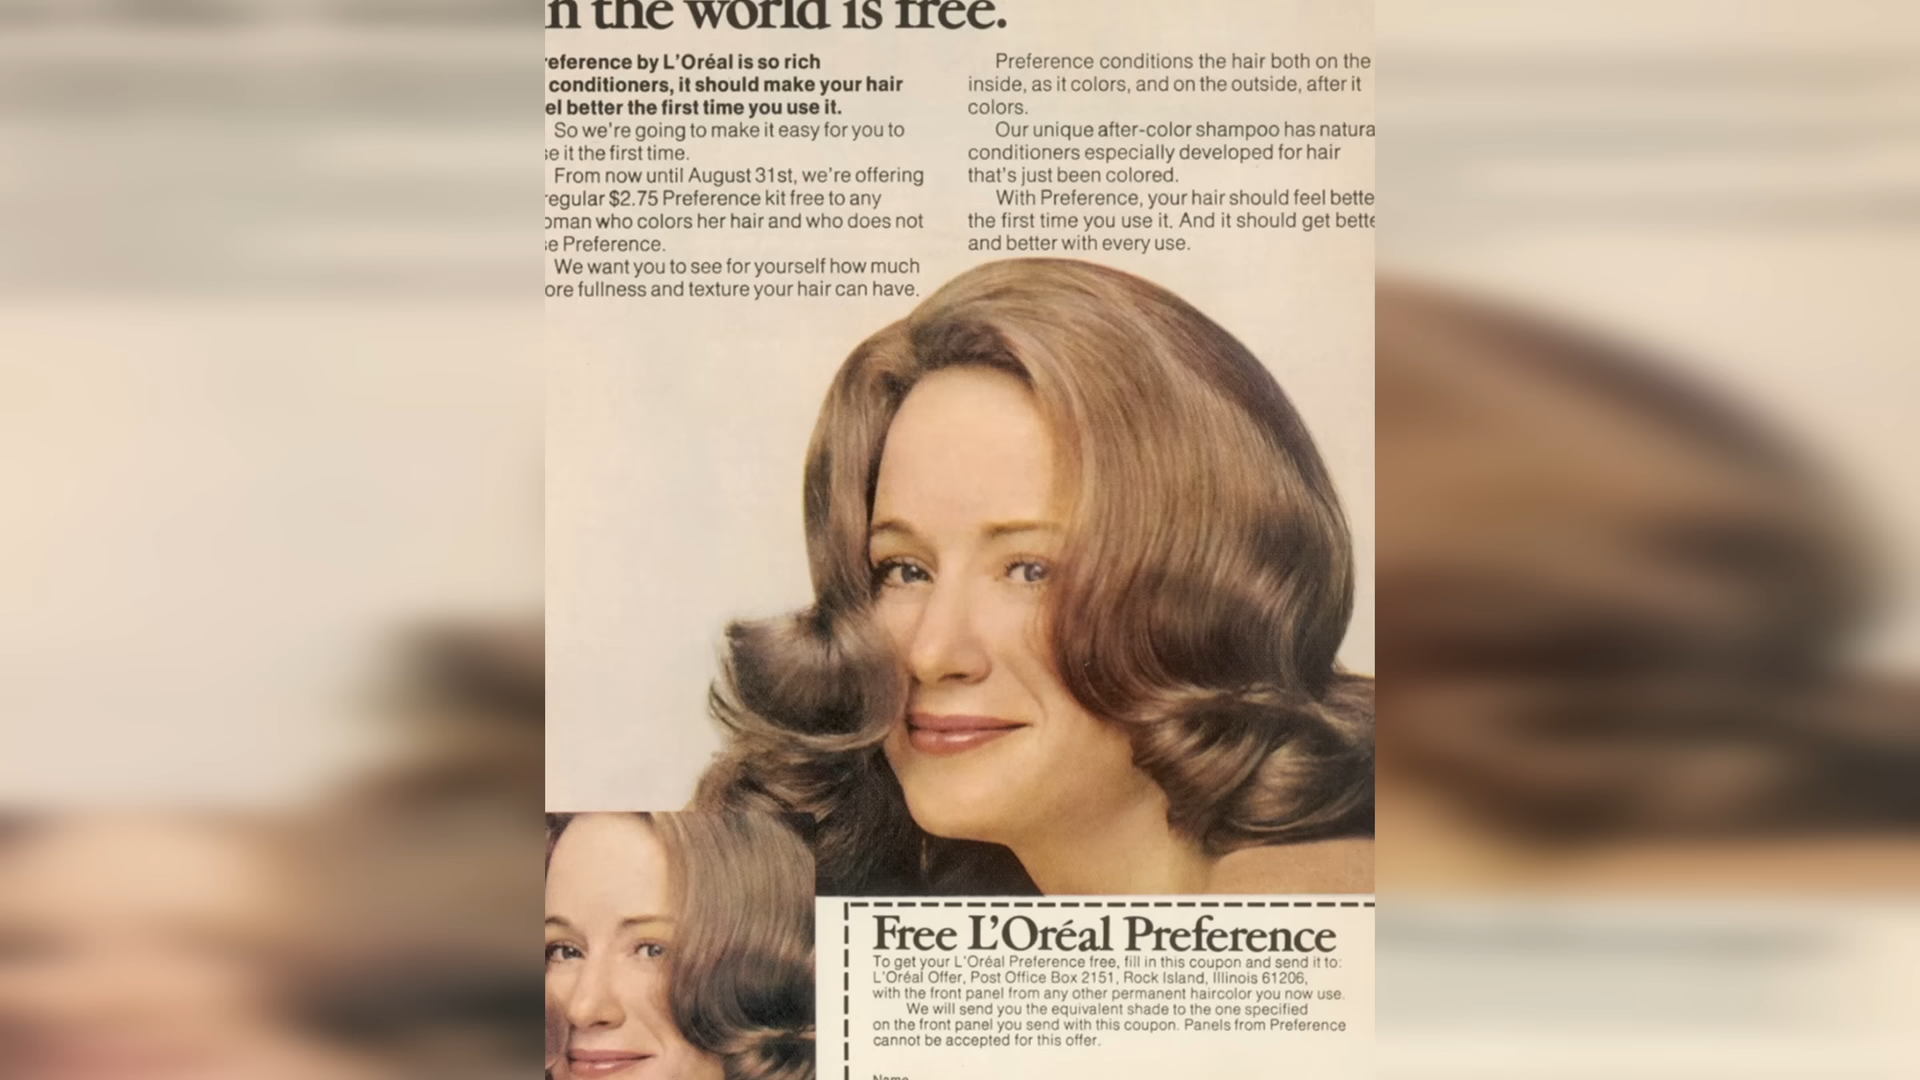 n the world is free.
eference by L'Oréal is so rich
conditioners, it should make your hair
el better the first time you use it.
So we're going to make it easy for you to
se it the first time.
From now until August 31st, we're offering
egular $2.75 Preference kit free to any
oman who colors her hair and who does not
se Preference.
We want you to see for yourself how much
ore fullness and texture your hair can have.
Preference conditions the hair both on the
inside, as it colors, and on the outside, after it
colors.
Our unique after-color shampoo has natura
conditioners especially developed for hair
that's just been colored.
With Preference, your hair should feel bette
the first time you use it. And it should get bette
and better with every use.
Free L'Oréal Preference
To get your L'Oréal Preference free, fill in this coupon and send it to:
L'Oréal Offer, Post Office Box 2151, Rock Island, Illinois 61206,
with the front panel from any other permanent haircolor you now use.
We will send you the equivalent shade to the one specified
on the front panel you send with this coupon. Panels from Preference
cannot be accepted for this offer.
Name